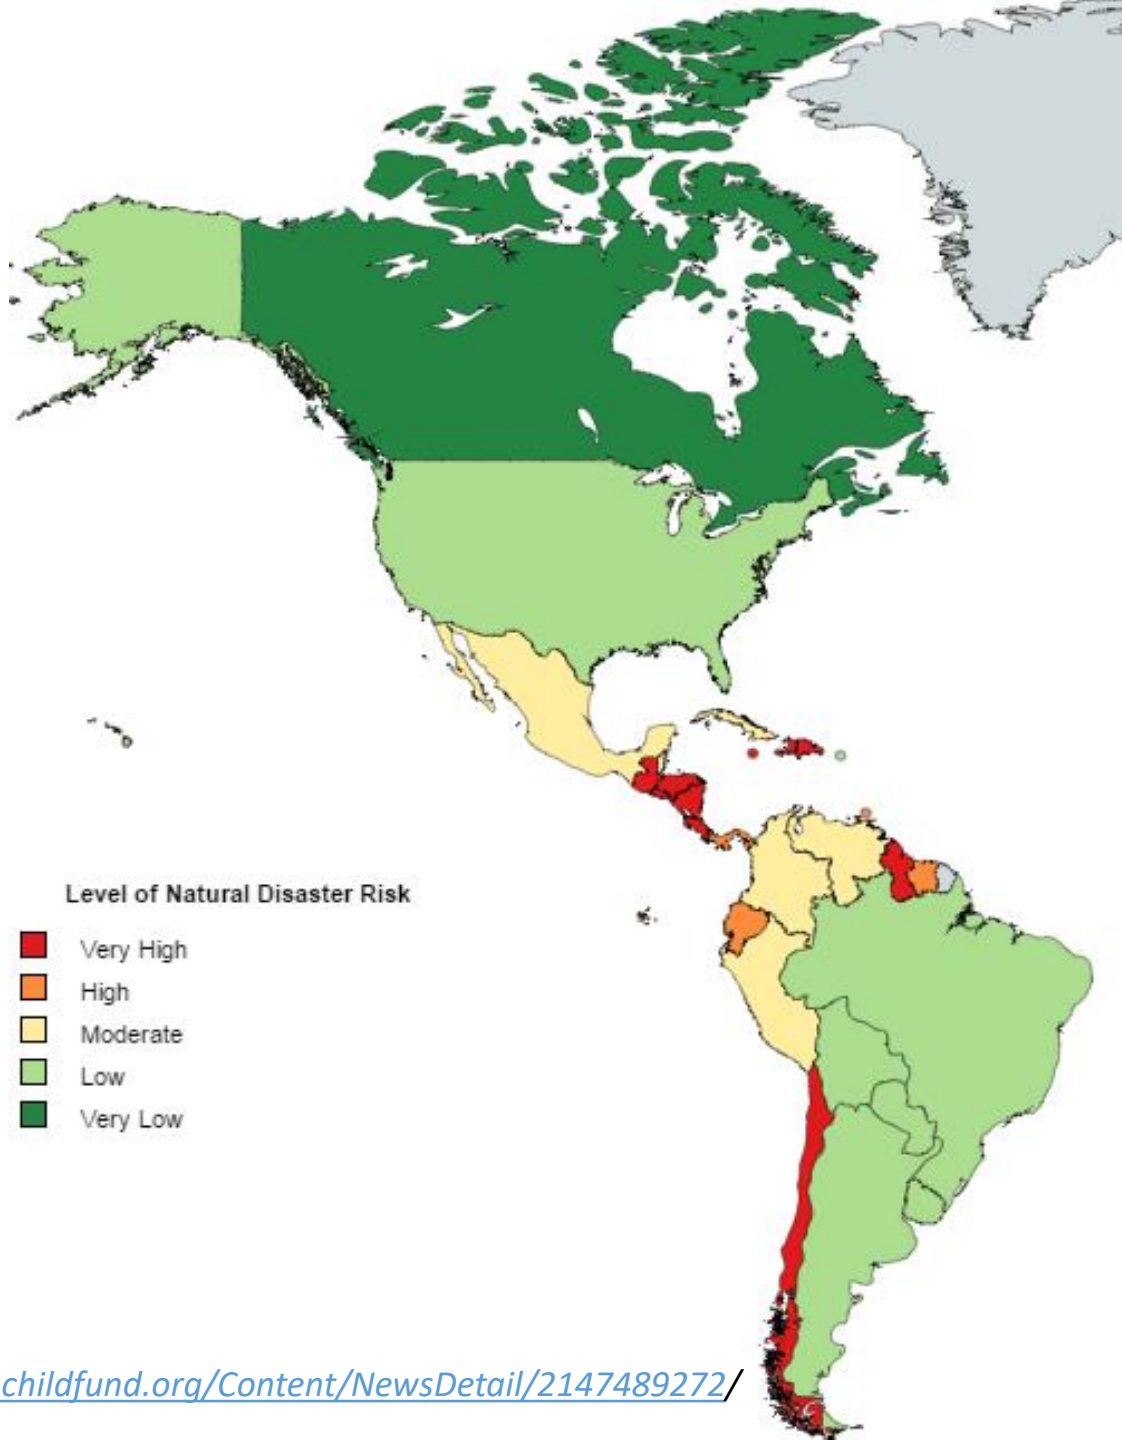 Level of Natural Disaster Risk
Very High
High
Moderate
Low
Very Low
childfund.org/Content/NewsDetail/2147489272/